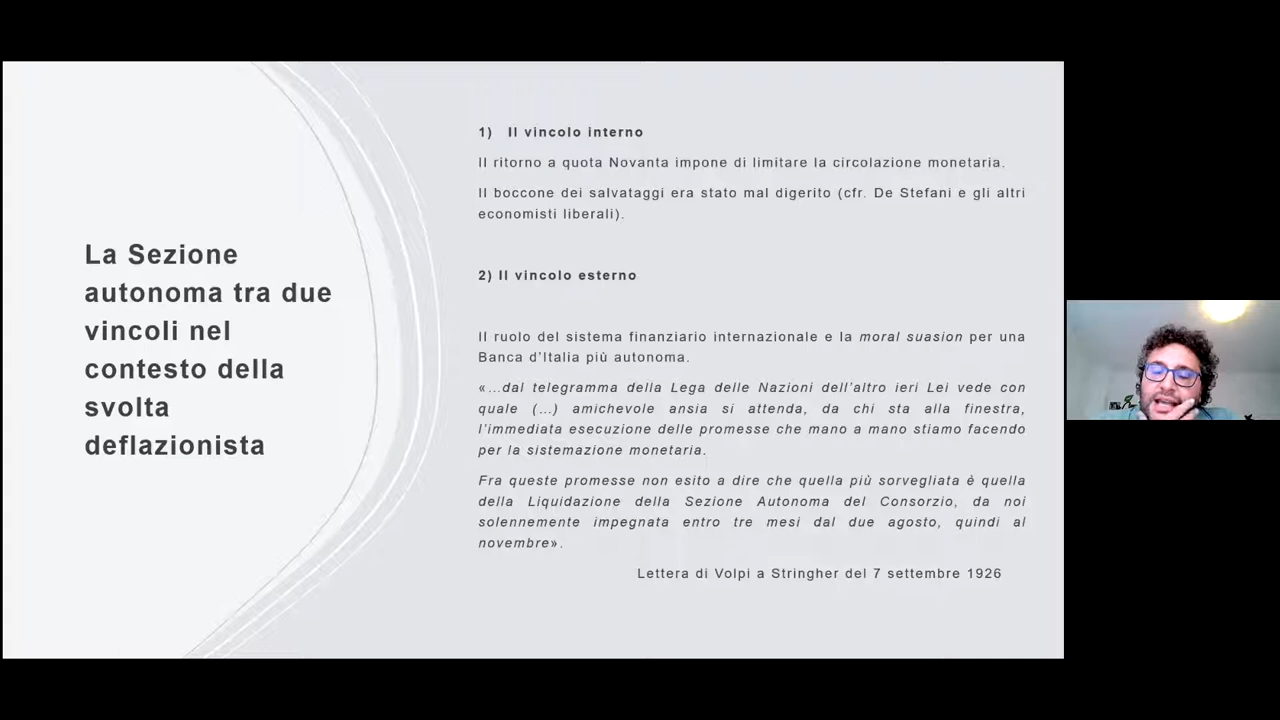 La Sezione
autonoma tra due
vincoli nel
contesto della
svolta
deflazionista
1) Il vincolo interno
Il ritorno a quota Novanta impone di limitare la circolazione monetaria.
Il boccone dei salvataggi era stato mal digerito (cfr. De Stefani e gli altri
economisti liberali).
2) Il vincolo esterno
Il ruolo del sistema finanziario internazionale e la moral suasion per una
Banca d’Italia più autonoma.
«…dal telegramma della Lega delle Nazioni dell’altro ieri Lei vede con
quale (…) amichevole ansia si attenda, da chi sta alla finestra,
l’immediata esecuzione delle promesse che mano a mano stiamo facendo
per la sistemazione monetaria.
Fra queste promesse non esito a dire che quella più sorvegliata è quella
della Liquidazione della Sezione Autonoma del Consorzio, da noi
solennemente impegnata entro tre mesi dal due agosto, quindi al
novembre».
Lettera di Volpi a Stringher del 7 settembre 1926